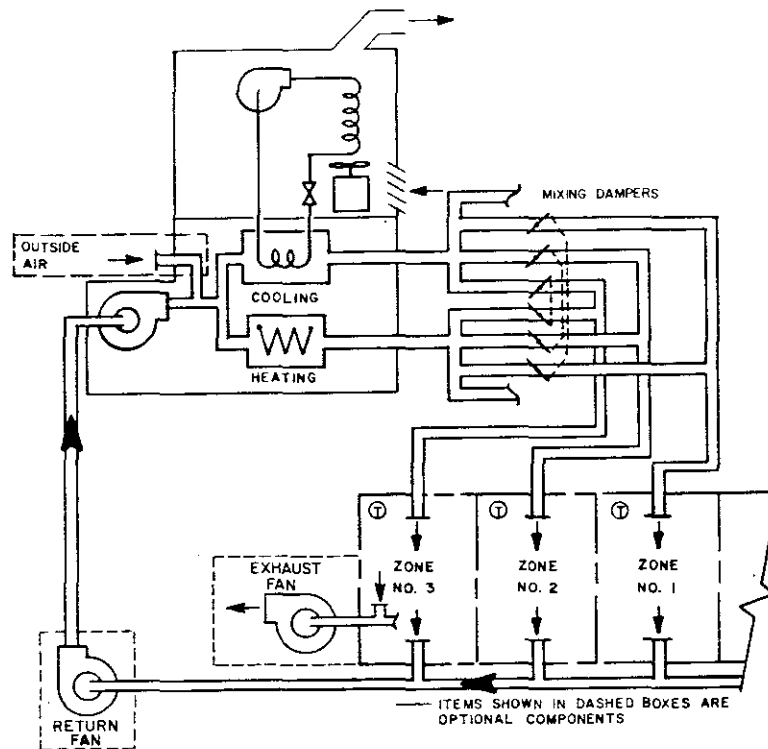 MIXING DAMPERS
OUTSIDE
AIR
COOLING
HEATING
T
T
T
EXHAUST
FAN
ZONE
NO. 3
ZONE
NO. 2
ZONE
NO. 1
RETURN
FAN
ITEMS SHOWN IN DASHED BOXES ARE
OPTIONAL COMPONENTS